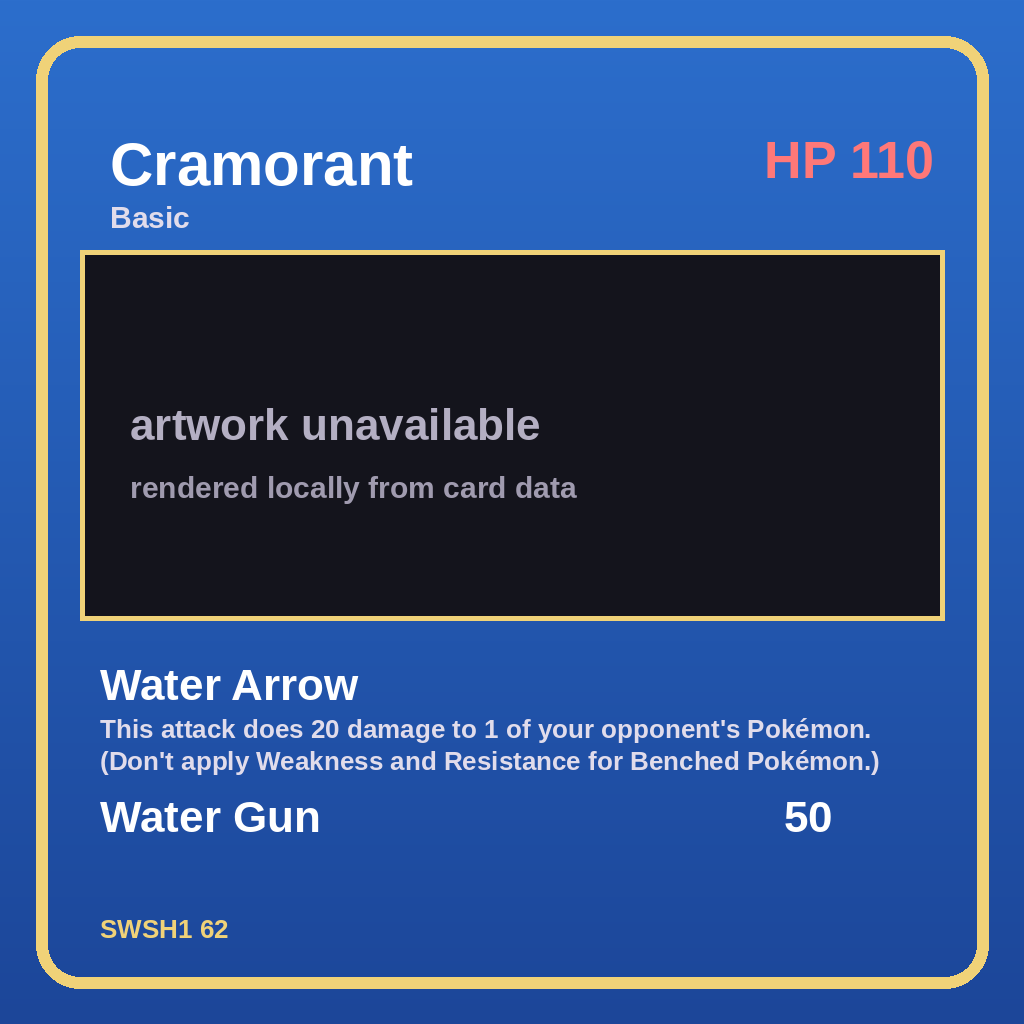 Cramorant
HP 110
Basic
artwork unavailable
rendered locally from card data
Water Arrow
This attack does 20 damage to 1 of your opponent's Pokémon.
(Don't apply Weakness and Resistance for Benched Pokémon.)
Water Gun
50
SWSH1 62